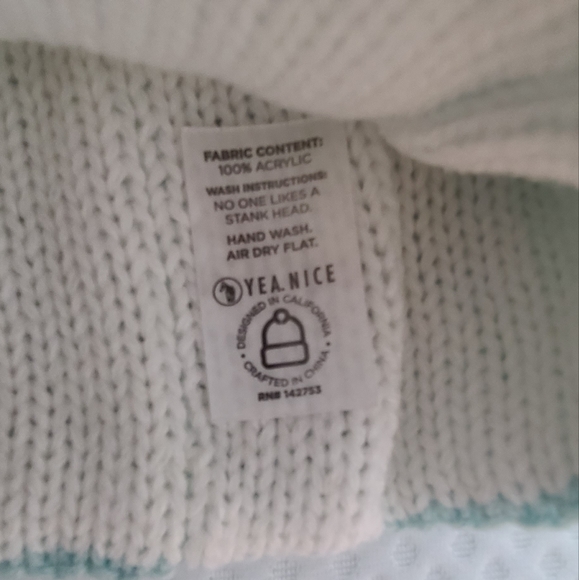 FABRIC CONTENT:
100% ACRYLIC
WASH INSTRUCTIONS:
NO ONE LIKES A
STANK HEAD.
HAND WASH.
AIR DRY FLAT.
YEA.NICE
DESIGNED IN CALIFORNIA
• CRAFTED IN CHINA •
RN# 142753